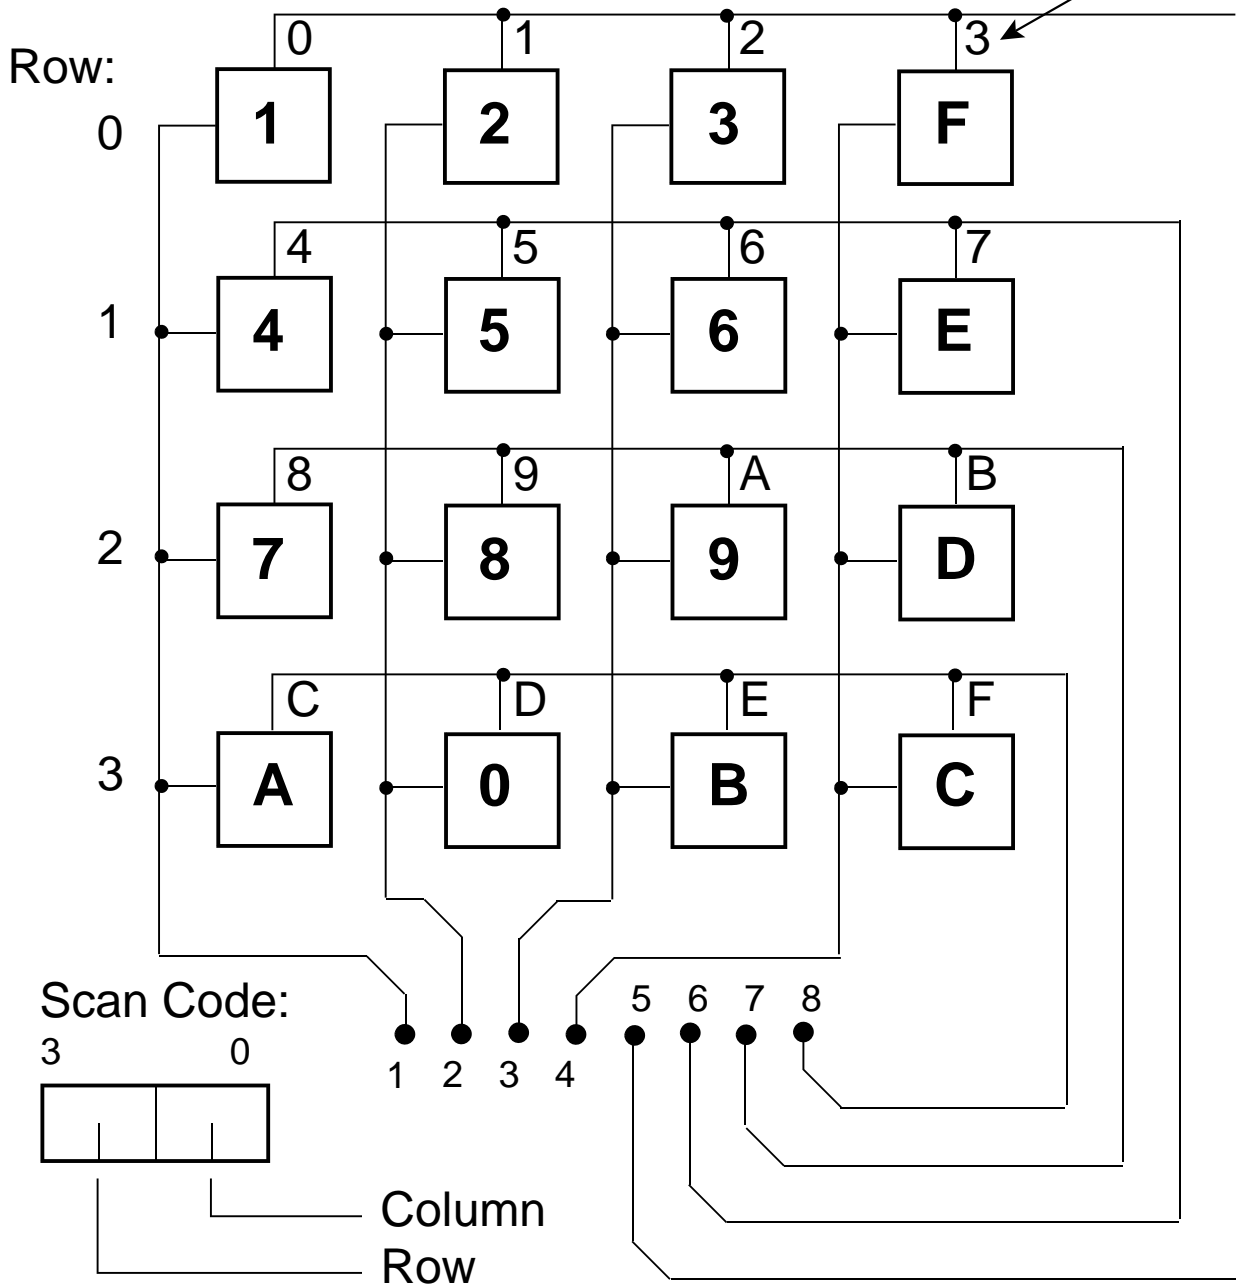 0 1 2 3
Row:
0 1 2 3 F
4 5 6 7
1 4 5 6 E
8 9 A B
2 7 8 9 D
C D E F
3 A 0 B C
Scan Code:
5 6 7 8
3 0
1 2 3 4
Column
Row